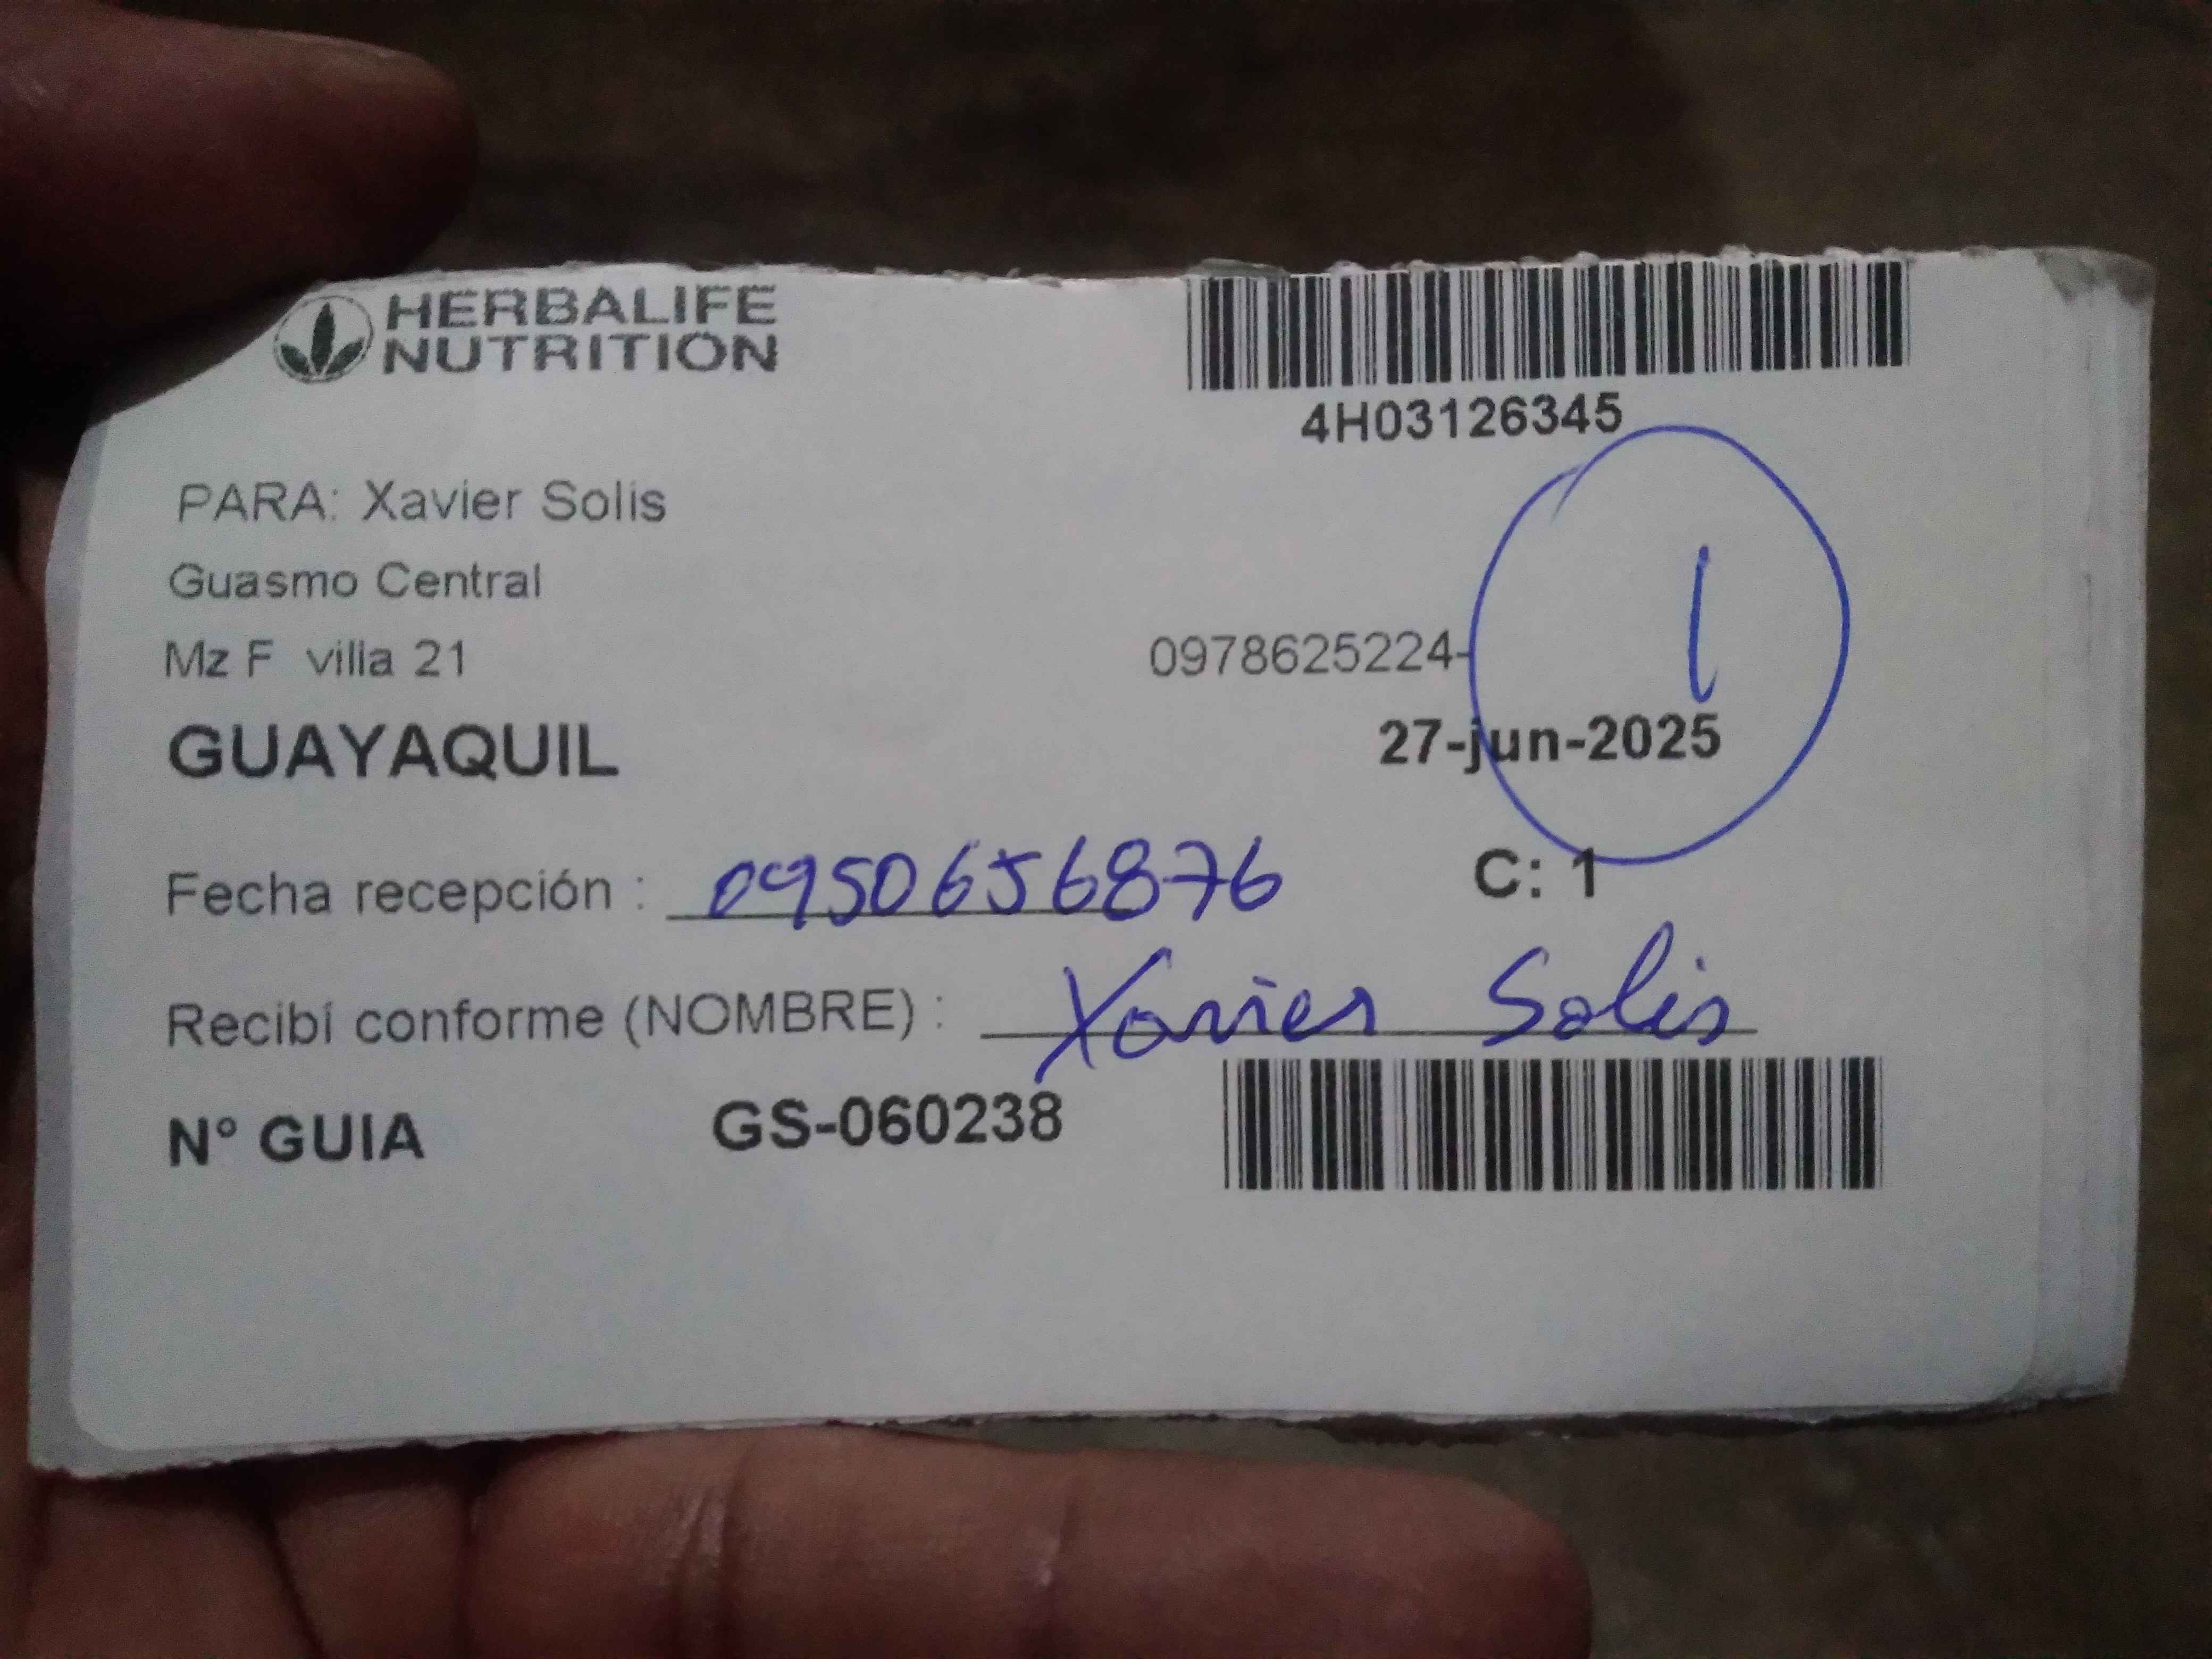 HERBALIFE
NUTRITION
4H03126345
PARA: Xavier Solis
Guasmo Central
Mz F villa 21
0978625224-
1
GUAYAQUIL
27-jun-2025
Fecha recepción : 0950656876
C: 1
Recibí conforme (NOMBRE) : Xavier Solis
N° GUIA GS-060238